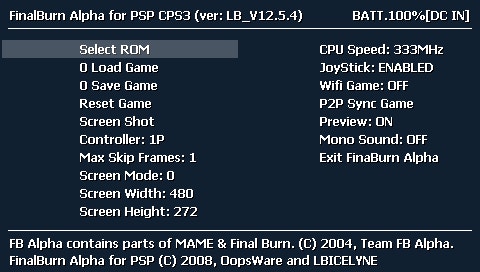 FinalBurn Alpha for PSP CPS3 (ver: LB_V12.5.4) BATT.100%[DC IN]
Select ROM
0 Load Game
0 Save Game
Reset Game
Screen Shot
Controller: 1P
Max Skip Frames: 1
Screen Mode: 0
Screen Width: 480
Screen Height: 272
CPU Speed: 333MHz
JoyStick: ENABLED
Wifi Game: OFF
P2P Sync Game
Preview: ON
Mono Sound: OFF
Exit FinaBurn Alpha
FB Alpha contains parts of MAME & Final Burn. (C) 2004, Team FB Alpha.
FinalBurn Alpha for PSP (C) 2008, OopsWare and LBICELYNE